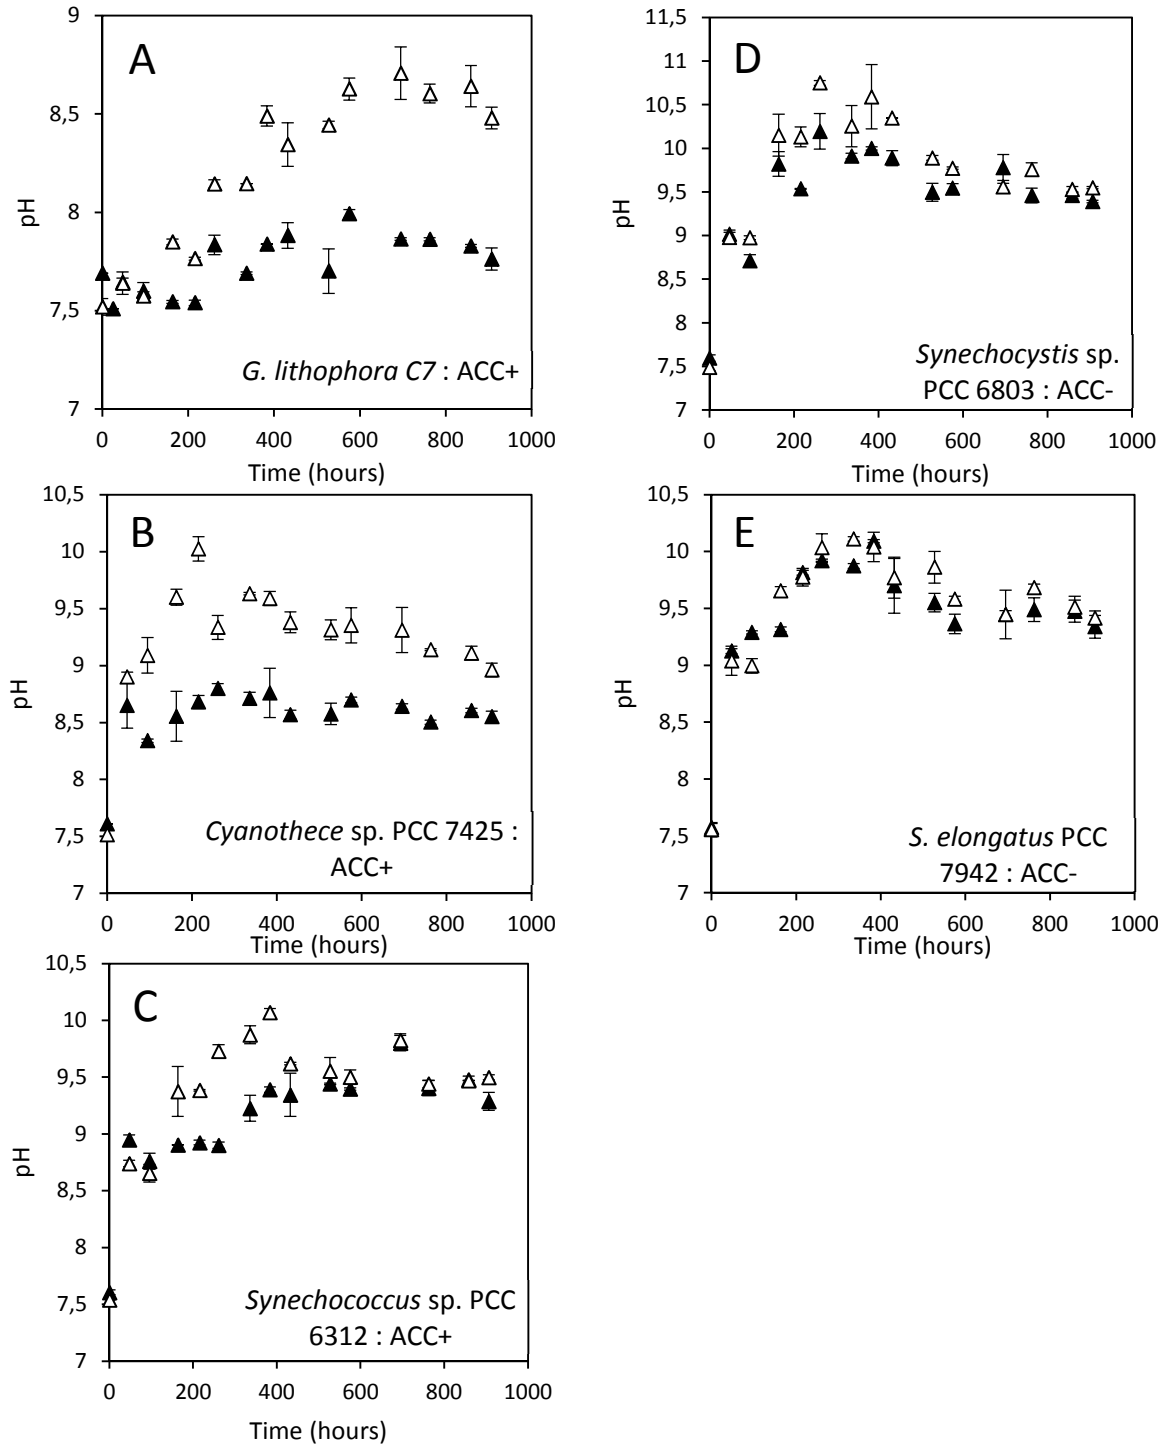 A
9
8,5
8
7,5
7
pH
0
200
400
600
800
1000
Time (hours)
G. lithophora C7 : ACC+
D
11,5
11
10,5
10
9,5
9
8,5
8
7,5
7
pH
0
200
400
600
800
1000
Time (hours)
Synechocystis sp.
PCC 6803 : ACC-
B
10,5
10
9,5
9
8,5
8
7,5
7
pH
0
200
400
600
800
1000
Time (hours)
Cyanothece sp. PCC 7425 :
ACC+
E
10,5
10
9,5
9
8,5
8
7,5
7
pH
0
200
400
600
800
1000
Time (hours)
S. elongatus PCC
7942 : ACC-
C
10,5
10
9,5
9
8,5
8
7,5
7
pH
0
200
400
600
800
1000
Time (hours)
Synechococcus sp. PCC
6312 : ACC+